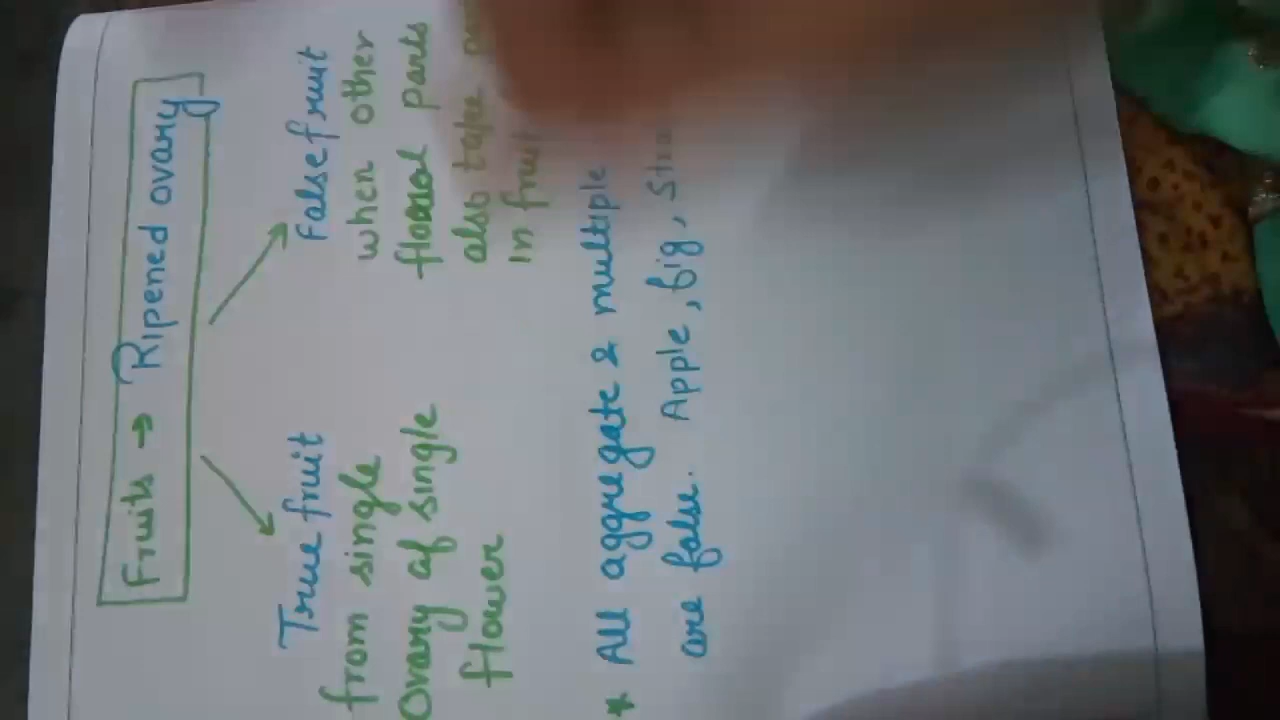 Fruits → Ripened ovary
True fruit
from single
Ovary of single
flower
False fruit
when other
floral parts
also take
in fruit
* All aggregate & multiple
are false. Apple, fig,